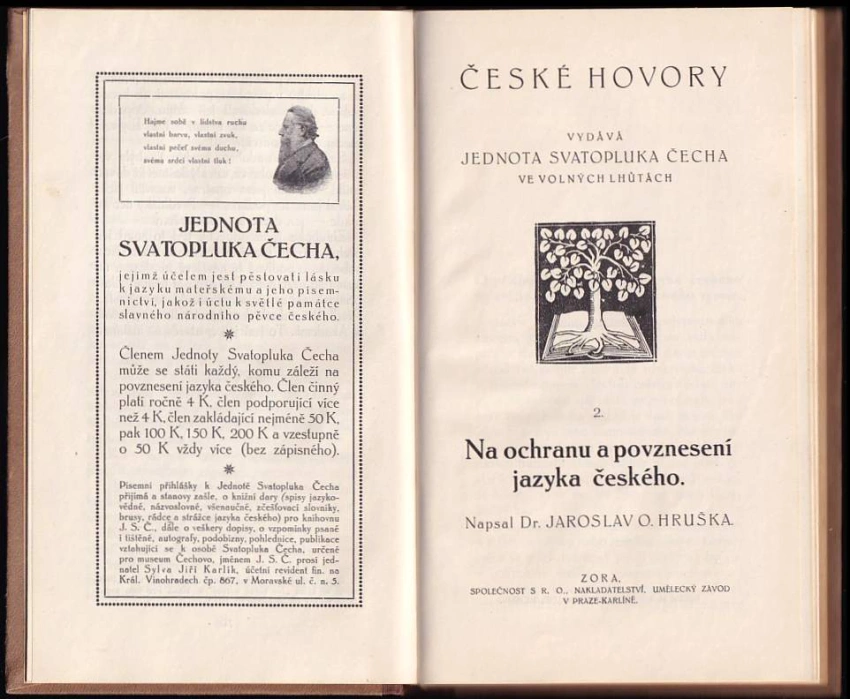 Hajme sobě v lidstva ruchu
vlastní barvu, vlastní zvuk,
vlastní pečeť svému duchu,
svému srdci vlastní tluk!
JEDNOTA
SVATOPLUKA ČECHA,
jejímž účelem jest pěstovati lásku
k jazyku mateřskému a jeho písem-
nictví, jakož i úctu k světlé památce
slavného národního pěvce českého.
*
Členem Jednoty Svatopluka Čecha
může se státi každý, komu záleží na
povznesení jazyka českého. Člen činný
platí ročně 4 K, člen podporující více
než 4 K, člen zakládající nejméně 50 K,
pak 100 K, 150 K, 200 K a vzestupně
o 50 K vždy více (bez zápisného).
*
Písemní přihlášky k Jednotě Svatopluka Čecha
přijímá a stanovy zašle, o knižní dary (spisy jazyko-
vědné, názvoslovné, všenaučné, zčešťovací slovníky,
brusy, rádce a strážce jazyka českého) pro knihovnu
J. S. Č., dále o veškery dopisy, o vzpomínky psané
i tištěné, autografy, podobizny, pohlednice, publikace
vztahující se k osobě Svatopluka Čecha, určené
pro museum Čechovo, jménem J. S. Č. prosí jed-
natel Sylva Jiří Karlík, účetní revident fin. na
Král. Vinohradech čp. 867, v Moravské ul. č. n. 5.
ČESKÉ HOVORY
VYDÁVÁ
JEDNOTA SVATOPLUKA ČECHA
VE VOLNÝCH LHŮTÁCH
2.
Na ochranu a povznesení
jazyka českého.
Napsal Dr. JAROSLAV O. HRUŠKA.
ZORA,
SPOLEČNOST S R. O., NAKLADATELSTVÍ, UMĚLECKÝ ZÁVOD
V PRAZE-KARLÍNĚ.